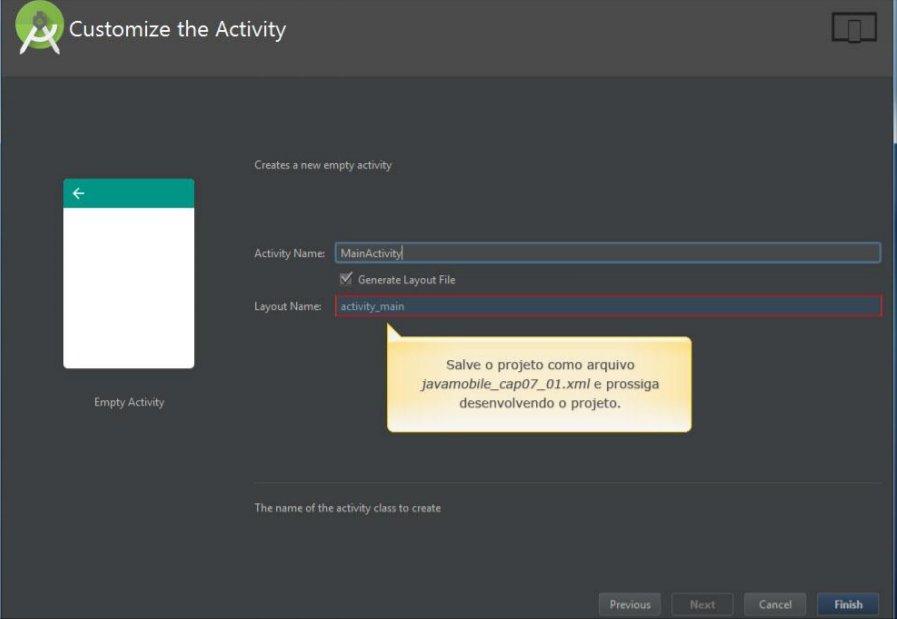 Customize the Activity
Creates a new empty activity
Activity Name: MainActivity
Generate Layout File
Layout Name: activity_main
Salve o projeto como arquivo
javamobile_cap07_01.xml e prossiga
desenvolvendo o projeto.
Empty Activity
The name of the activity class to create
Previous Next Cancel Finish